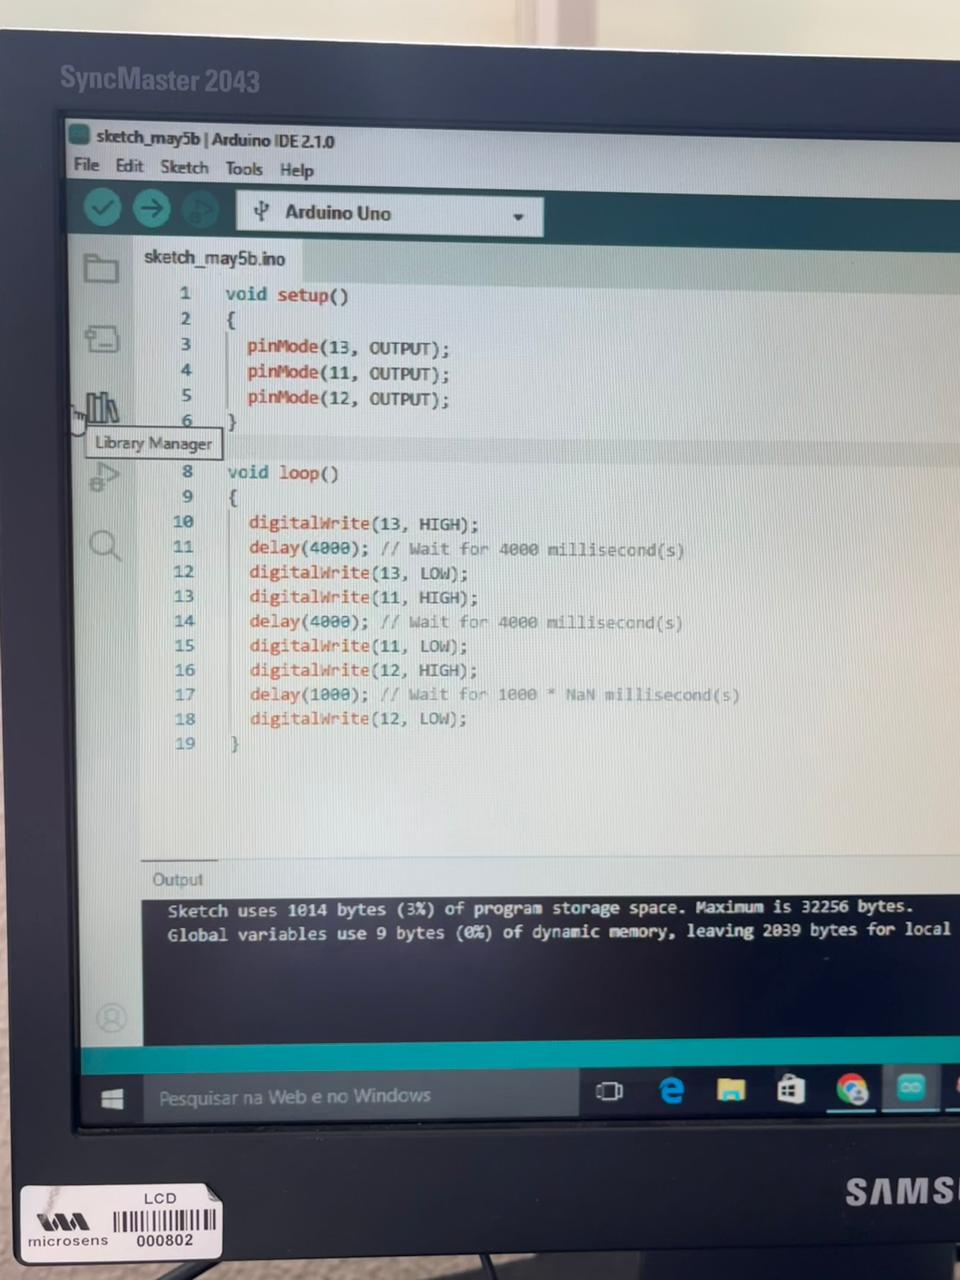 SyncMaster 2043
sketch_may5b | Arduino IDE 2.1.0
File Edit Sketch Tools Help
Arduino Uno
sketch_may5b.ino
1 void setup()
2 {
3 pinMode(13, OUTPUT);
4 pinMode(11, OUTPUT);
5 pinMode(12, OUTPUT);
6 }
Library Manager
8 void loop()
9 {
10 digitalWrite(13, HIGH);
11 delay(4000); // Wait for 4000 millisecond(s)
12 digitalWrite(13, LOW);
13 digitalWrite(11, HIGH);
14 delay(4000); // Wait for 4000 millisecond(s)
15 digitalWrite(11, LOW);
16 digitalWrite(12, HIGH);
17 delay(1000); // Wait for 1000 * NaN millisecond(s)
18 digitalWrite(12, LOW);
19 }
Output
Sketch uses 1014 bytes (3%) of program storage space. Maximum is 32256 bytes.
Global variables use 9 bytes (0%) of dynamic memory, leaving 2039 bytes for local
Pesquisar na Web e no Windows
SAMS
LCD
microsens 000802